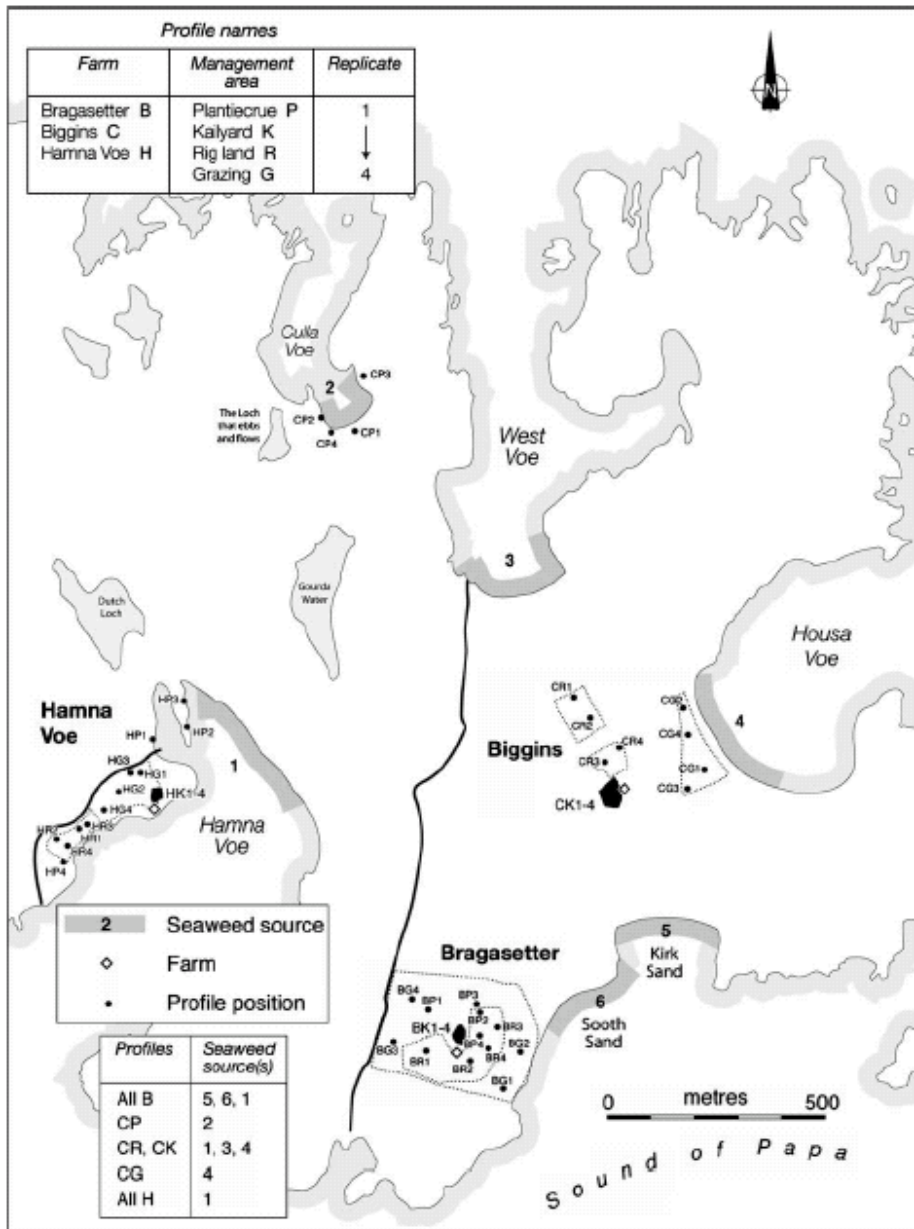 Profile names
Farm Management area Replicate
Bragasetter B Plantiecrue P 1
Biggins C Kailyard K
Hamna Voe H Rig land R
Grazing G 4
N
Culla Voe
2
CP3
The Loch that ebbs and flows
CP2
CP4
CP1
West Voe
3
Dutch Loch
Gourda Water
Housa Voe
4
Hamna Voe
HP3
HP2
HP1
1
HG3
HG1
HG2
HK1-4
HG4
HR3
HR1
HR4
HP4
Hamna Voe
CR1
CR2
Biggins
CR4
CR3
CK1-4
CG2
CG4
CG1
CG3
2 Seaweed source
Farm
Profile position
Bragasetter
BG4
BP1
BP3
BP2
BK1-4
BR3
BP4
BG3
BR1
BR4
BG2
BR2
BG1
5
Kirk Sand
6
Sooth Sand
0 metres 500
Sound of Papa
Profiles Seaweed source(s)
All B 5, 6, 1
CP 2
CR, CK 1, 3, 4
CG 4
All H 1